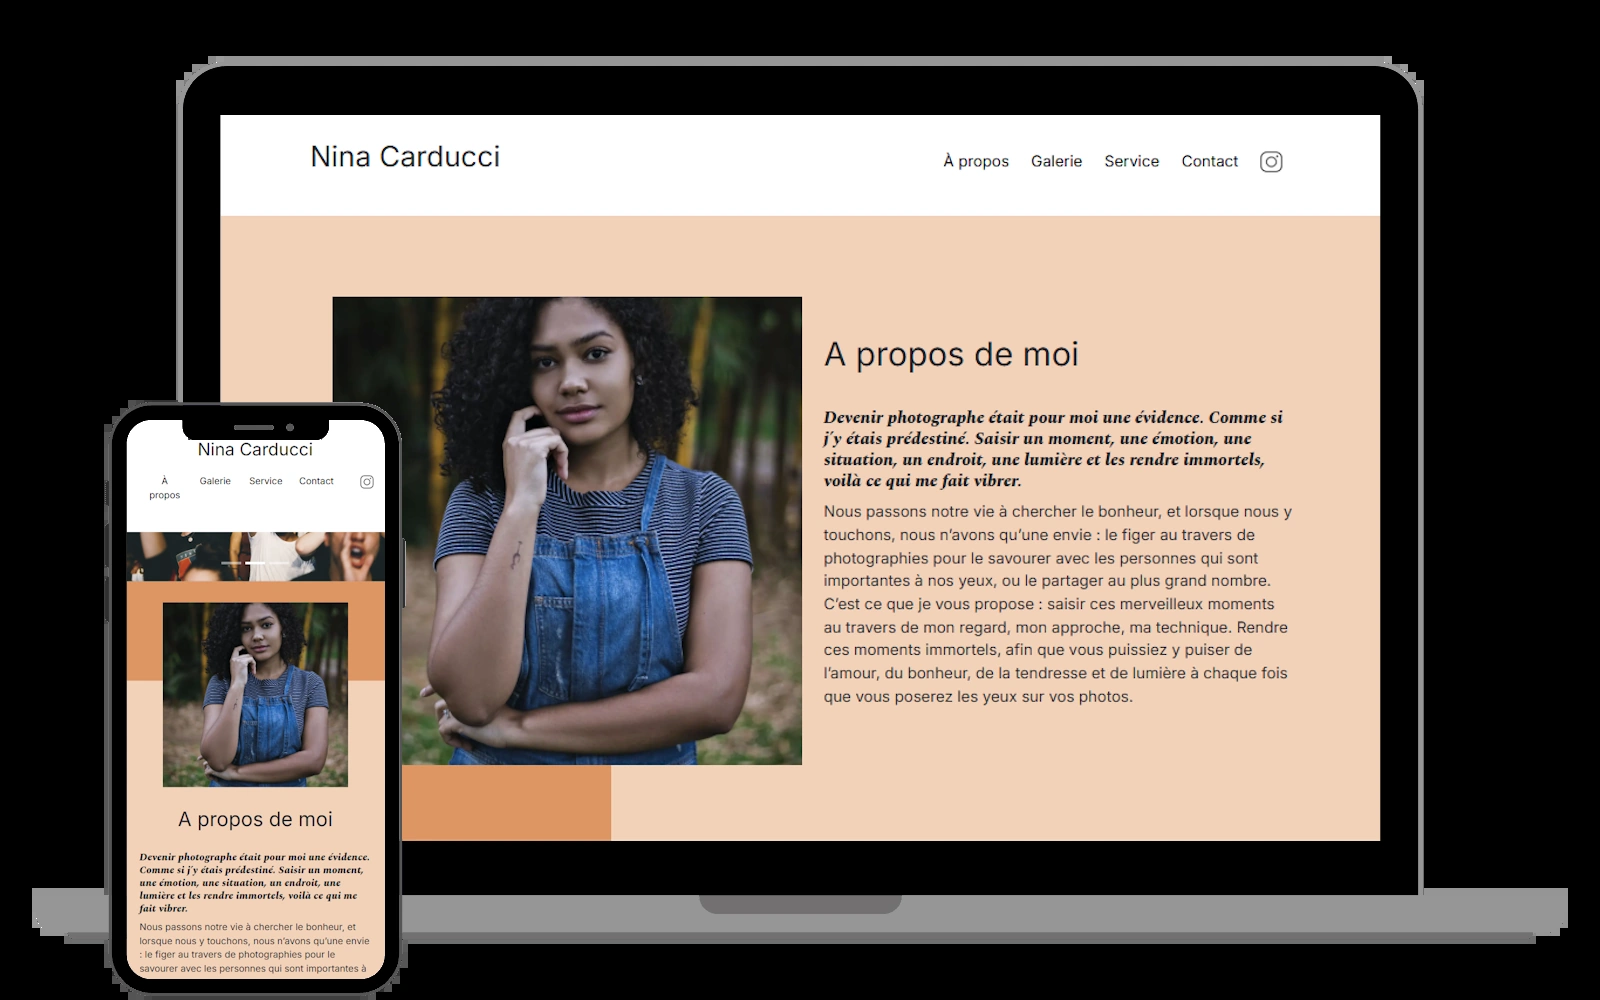 Nina Carducci
À propos Galerie Service Contact
A propos de moi
Devenir photographe était pour moi une évidence. Comme si
j'y étais prédestiné. Saisir un moment, une émotion, une
situation, un endroit, une lumière et les rendre immortels,
voilà ce qui me fait vibrer.
Nous passons notre vie à chercher le bonheur, et lorsque nous y
touchons, nous n’avons qu’une envie : le figer au travers de
photographies pour le savourer avec les personnes qui sont
importantes à nos yeux, ou le partager au plus grand nombre.
C’est ce que je vous propose : saisir ces merveilleux moments
au travers de mon regard, mon approche, ma technique. Rendre
ces moments immortels, afin que vous puissiez y puiser de
l’amour, du bonheur, de la tendresse et de lumière à chaque fois
que vous poserez les yeux sur vos photos.
Nina Carducci
À propos Galerie Service Contact
A propos de moi
Devenir photographe était pour moi une évidence.
Comme si j'y étais prédestiné. Saisir un moment,
une émotion, une situation, un endroit, une
lumière et les rendre immortels, voilà ce qui me
fait vibrer.
Nous passons notre vie à chercher le bonheur, et
lorsque nous y touchons, nous n’avons qu’une envie
: le figer au travers de photographies pour le
savourer avec les personnes qui sont importantes à